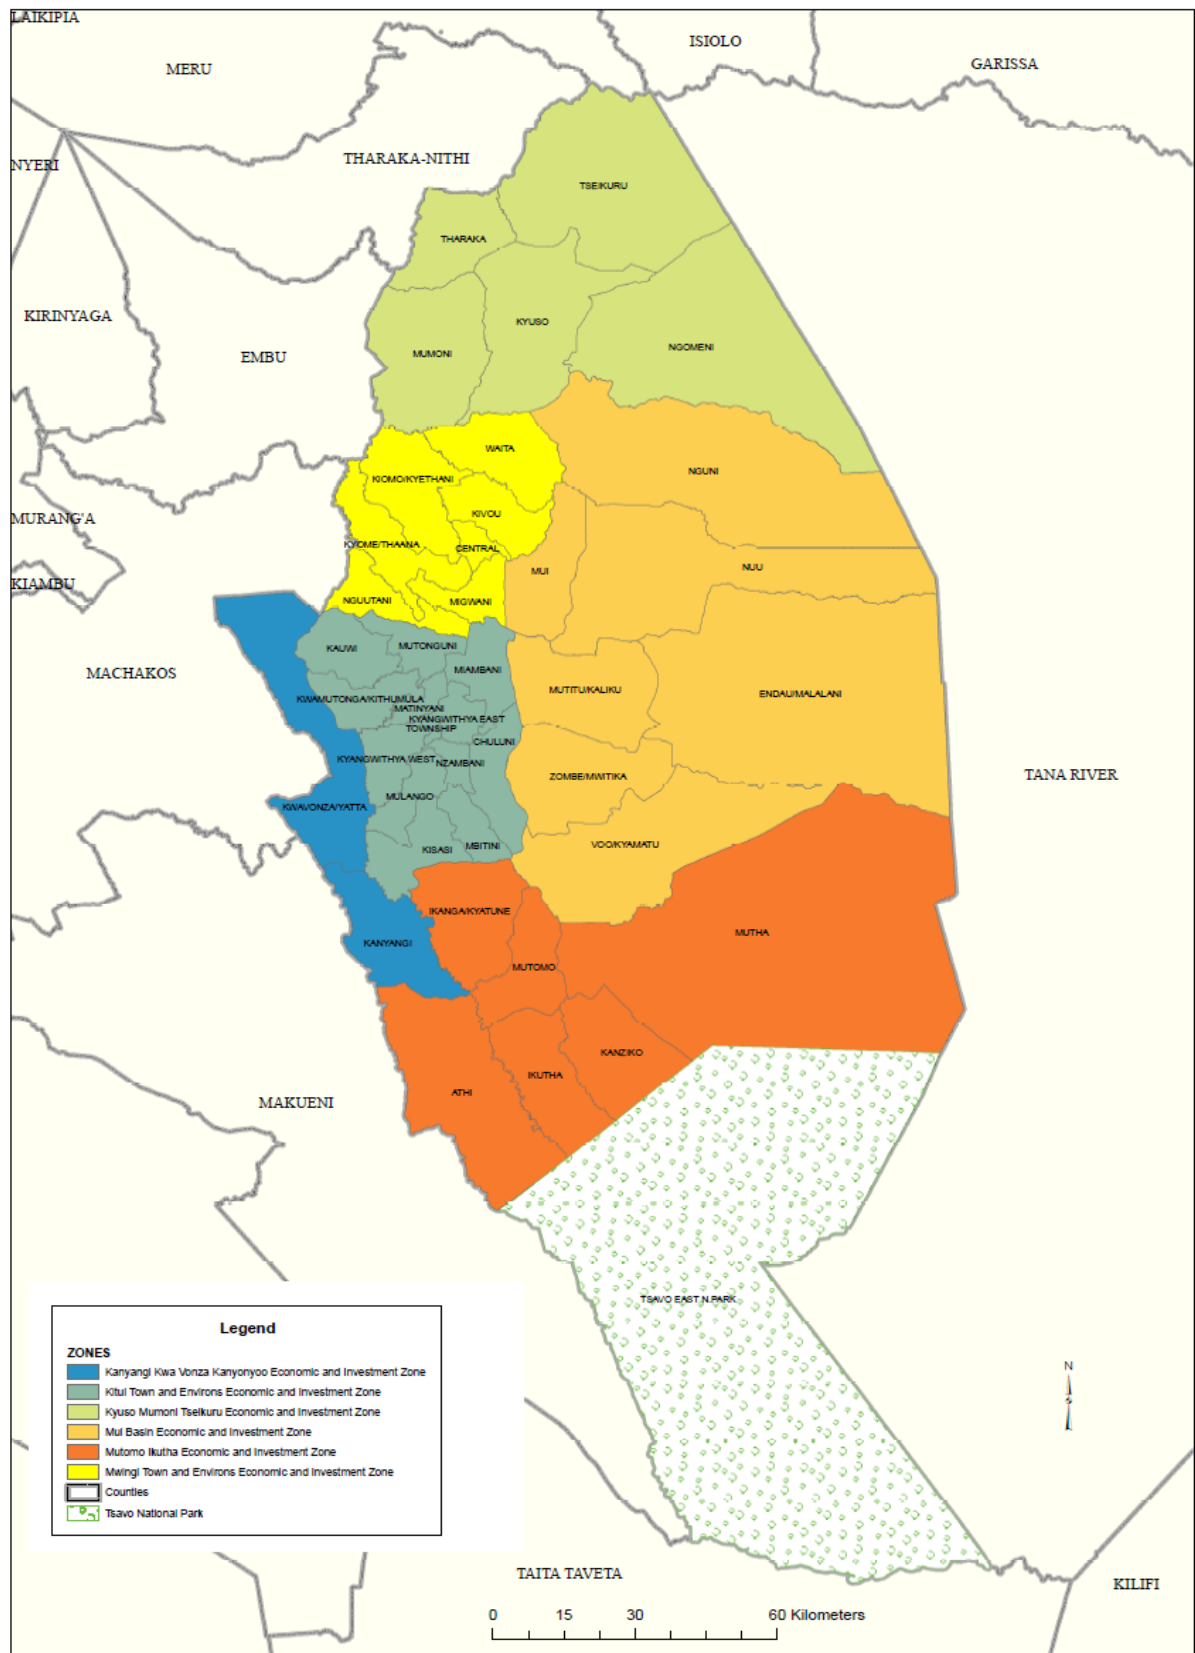 LAIKIPIA
ISIOLO
MERU
GARISSA
THARAKA-NITHI
NYERI
TSEIKURU
THARAKA
KIRINYAGA
KYUSO
NGOMENI
EMBU
MUMONI
WAITA
NGUNI
KIOMO/KYETHANI
KIVOU
MURANG'A
KYOME/THAANA
CENTRAL
NUU
MUI
KIAMBU
NGUUTANI
MIGWANI
KAUWI
MUTONGUNI
MIAMBANI
MACHAKOS
MUTITU/KALIKU
ENDAU/MALALANI
KWAMUTONGA/KITHUMULA
MATINYANI
KYANGWITHYA EAST
TOWNSHIP
CHULUNI
KYANGWITHYA WEST
NZAMBANI
TANA RIVER
ZOMBE/MWITIKA
MULANGO
KWAVONZA/YATTA
VOO/KYAMATU
KISASI
MBITINI
IKANGA/KYATUNE
MUTHA
KANYANGI
MUTOMO
KANZIKO
IKUTHA
ATHI
MAKUENI
TSAVO EAST N.PARK
Legend
ZONES
Kanyangi Kwa Vonza Kanyonyoo Economic and Investment Zone
Kitui Town and Environs Economic and Investment Zone
Kyuso Mumoni Tseikuru Economic and Investment Zone
Mui Basin Economic and Investment Zone
Mutomo Ikutha Economic and Investment Zone
Mwingi Town and Environs Economic and Investment Zone
Counties
Tsavo National Park
N
TAITA TAVETA
KILIFI
0 15 30 60 Kilometers